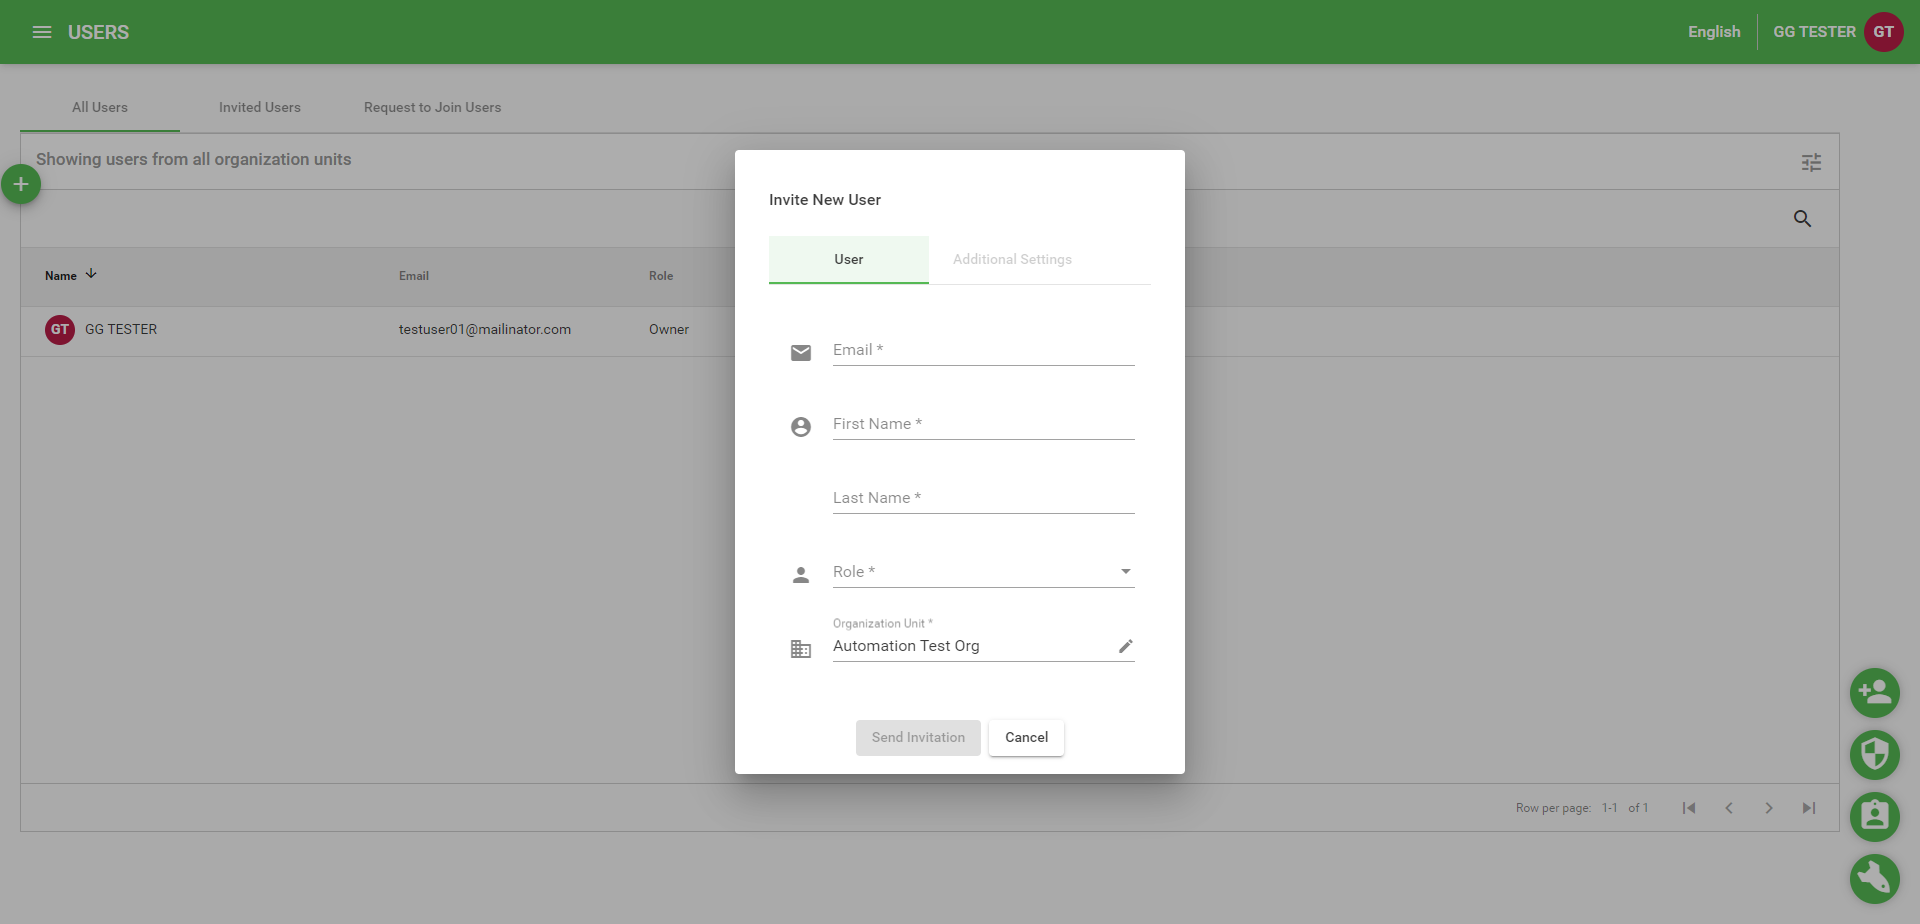 USERS
English
GG TESTER
GT
All Users
Invited Users
Request to Join Users
Showing users from all organization units
Name
Email
Role
GT
GG TESTER
testuser01@mailinator.com
Owner
Invite New User
User
Additional Settings
Email *
First Name *
Last Name *
Role *
Organization Unit *
Automation Test Org
Send Invitation
Cancel
Row per page: 1-1 of 1